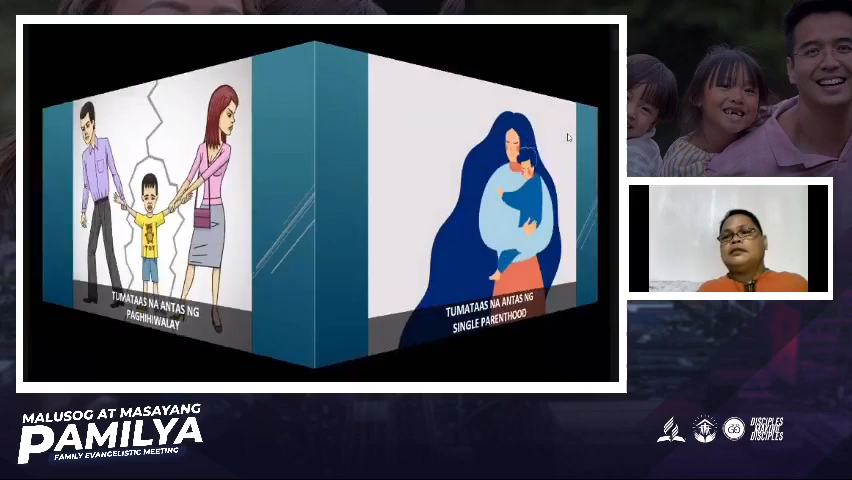 TUMATAAS NA ANTAS NG
PAGHIHIWALAY
TUMATAAS NA ANTAS NG
SINGLE PARENTHOOD
MALUSOG AT MASAYANG
PAMILYA
FAMILY EVANGELISTIC MEETING
DISCIPLES
MAKING
DISCIPLES